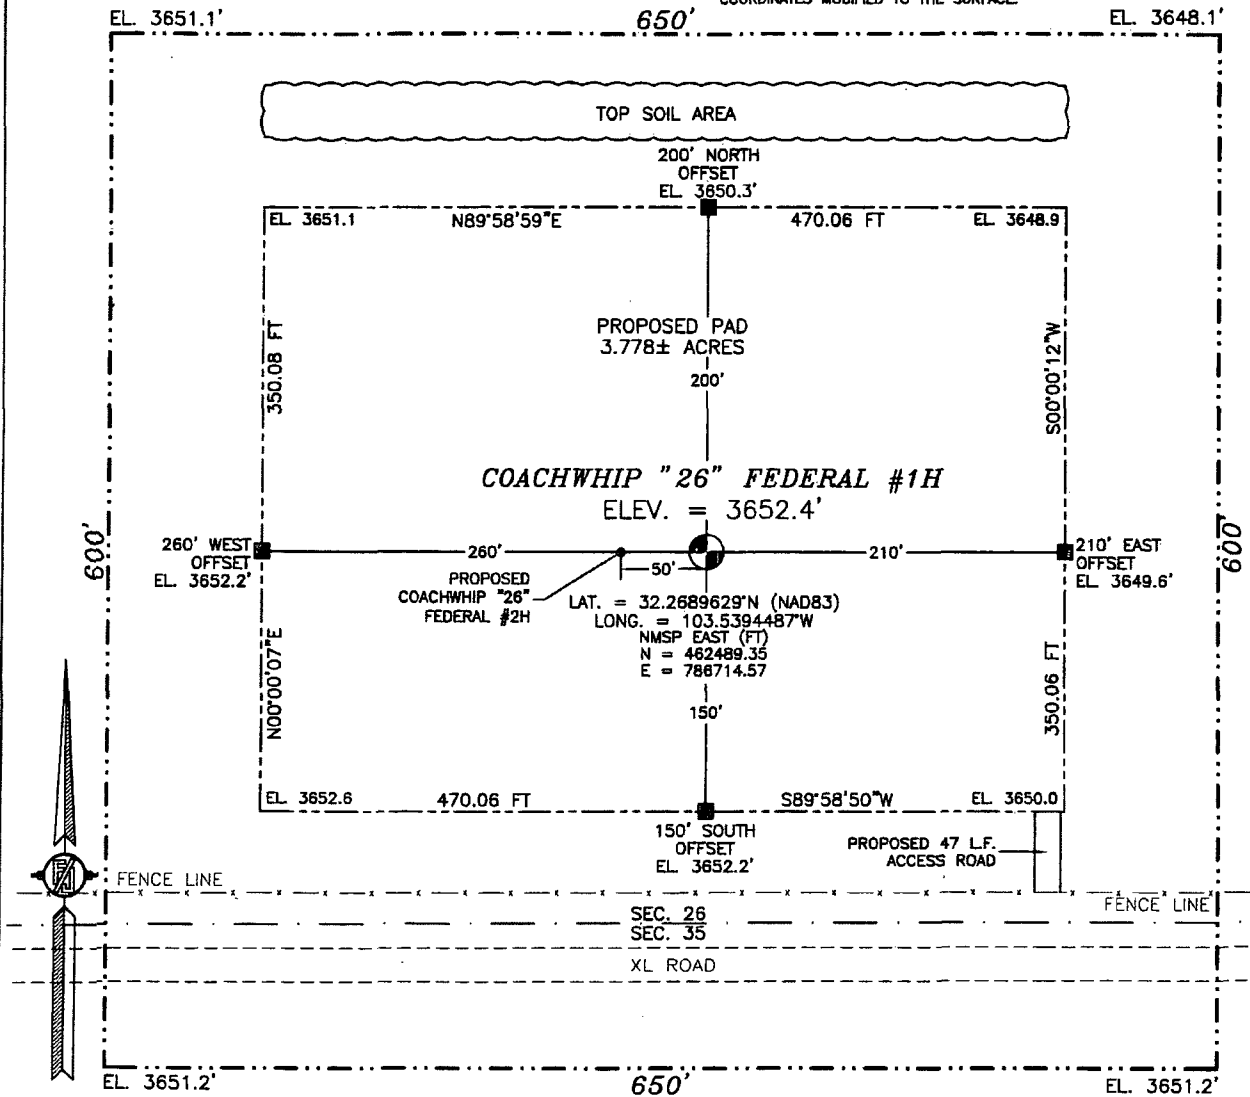 COORDINATES MODIFIED TO THE SURFACE.
EL. 3651.1'
650'
EL. 3648.1'
TOP SOIL AREA
200' NORTH
OFFSET
EL. 3650.3'
EL. 3651.1
N89°58'59"E
470.06 FT
EL. 3648.9
350.08 FT
PROPOSED PAD
3.778± ACRES
S00°00'12"W
200'
COACHWHIP "26" FEDERAL #1H
ELEV. = 3652.4'
600'
260' WEST
OFFSET
EL. 3652.2'
260'
210'
210' EAST
OFFSET
EL. 3649.6'
600'
50'
PROPOSED
COACHWHIP "26"
FEDERAL #2H
LAT. = 32.2689629°N (NAD83)
LONG. = 103.5394487°W
NMSP EAST (FT)
N = 462489.35
E = 786714.57
N00°00'07"E
350.06 FT
150'
EL. 3652.6
470.06 FT
S89°58'50"W
EL. 3650.0
150' SOUTH
OFFSET
EL. 3652.2'
PROPOSED 47 L.F.
ACCESS ROAD
FENCE LINE
FENCE LINE
SEC. 26
SEC. 35
XL ROAD
EL. 3651.2'
650'
EL. 3651.2'